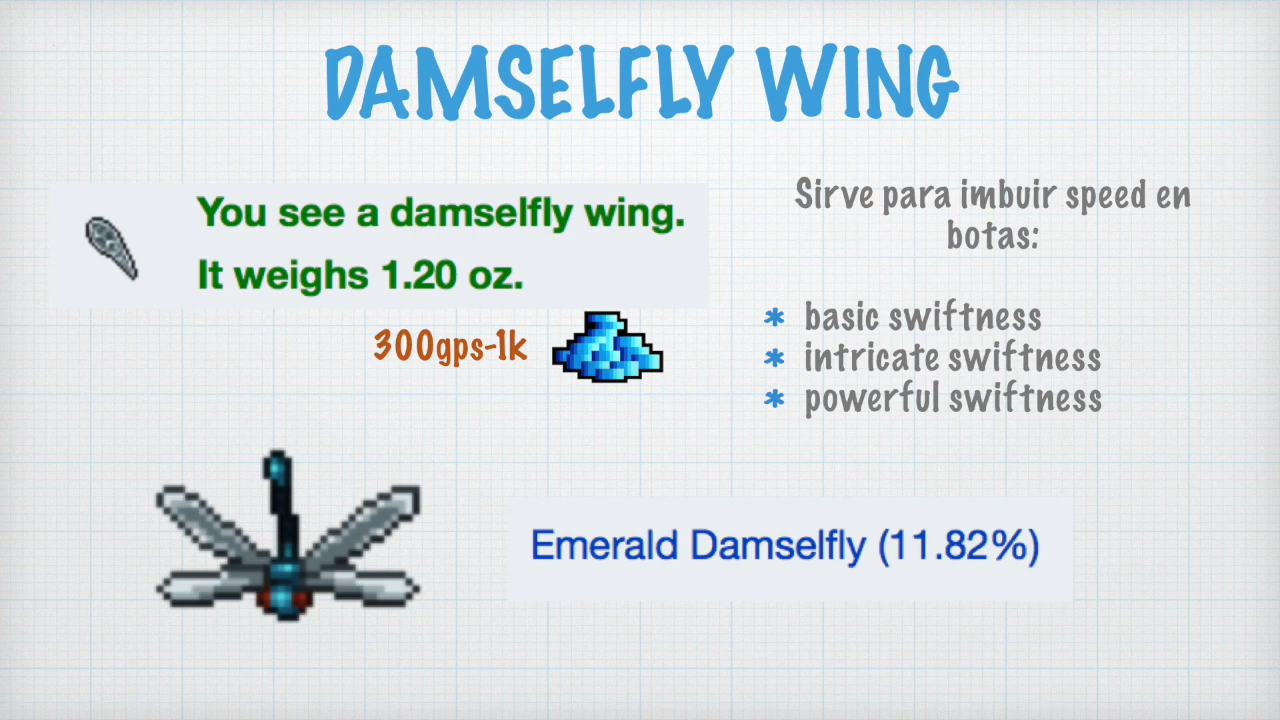 DAMSELFLY WING
You see a damselfly wing.
It weighs 1.20 oz.
300gps-1k
Sirve para imbuir speed en
botas:
* basic swiftness
* intricate swiftness
* powerful swiftness
Emerald Damselfly (11.82%)